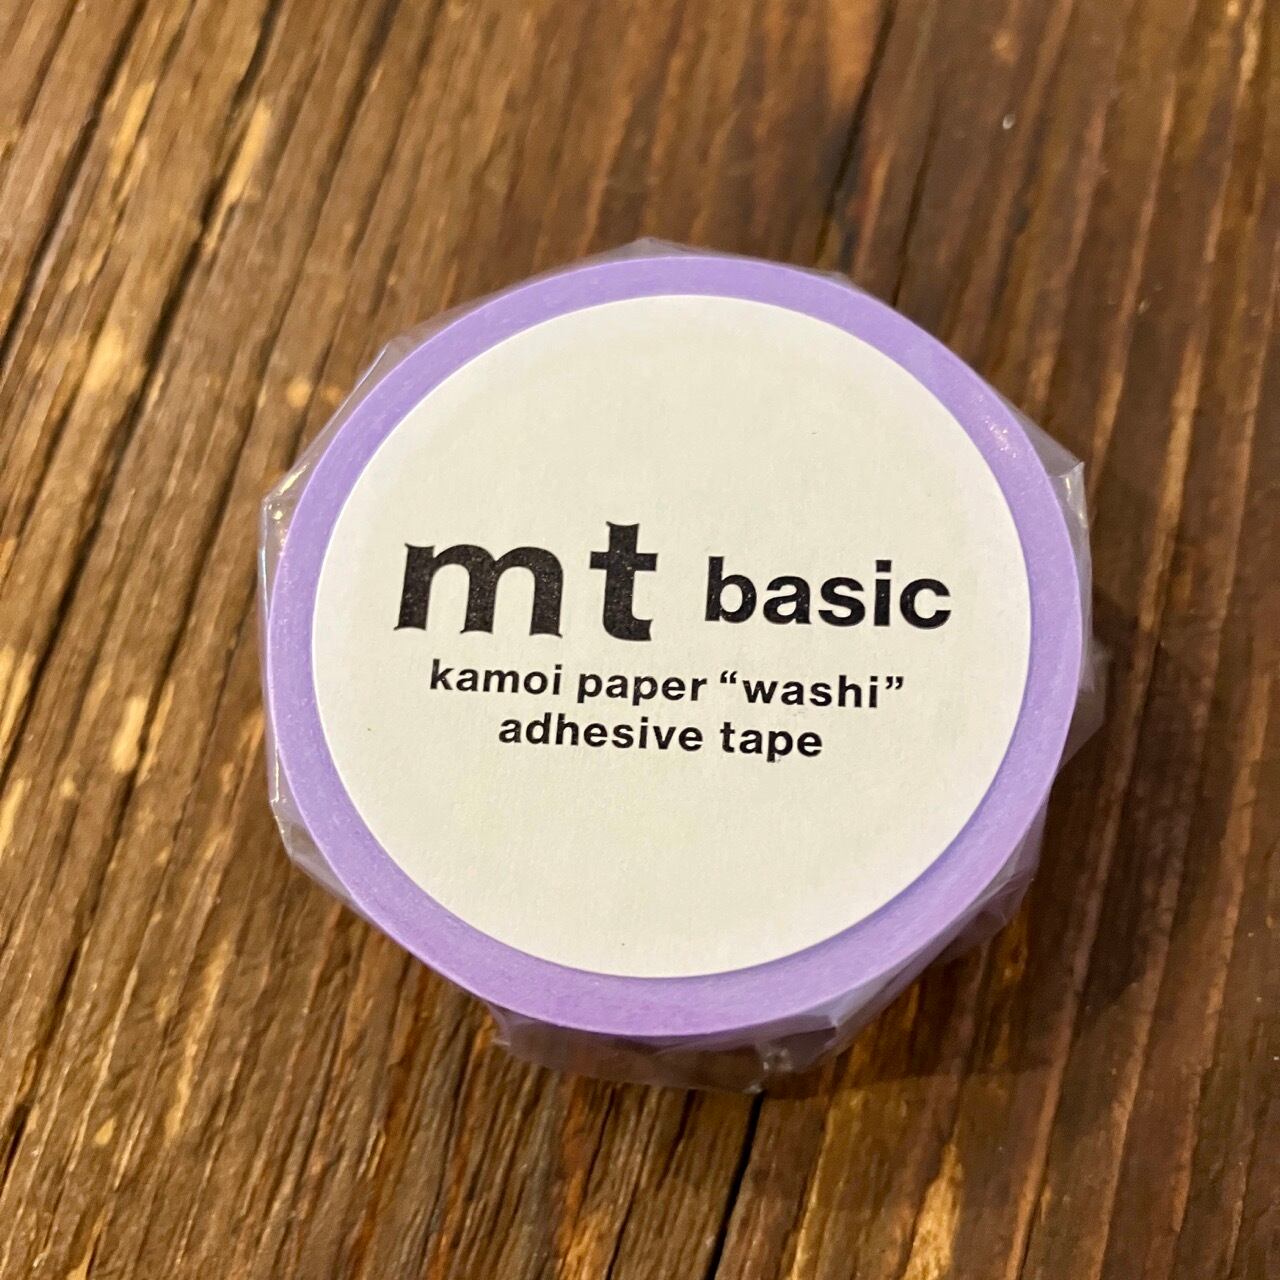 mt basic
kamoi paper “washi”
adhesive tape